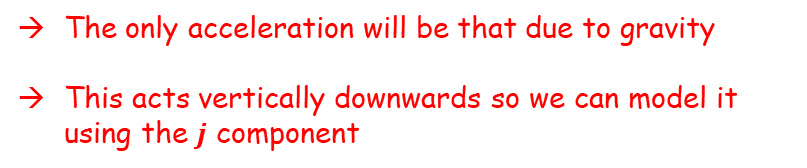 → The only acceleration will be that due to gravity
→ This acts vertically downwards so we can model it
using the j component